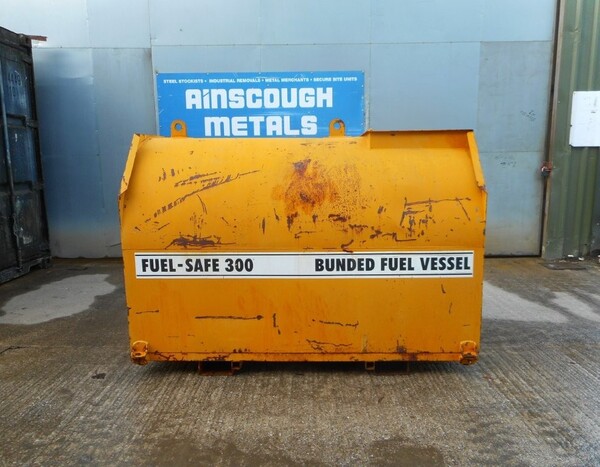 STEEL STOCKISTS • INDUSTRIAL REMOVALS • METAL MERCHANTS • SECURE SITE UNITS
AINSCOUGH
METALS
FUEL-SAFE 300 BUNDED FUEL VESSEL